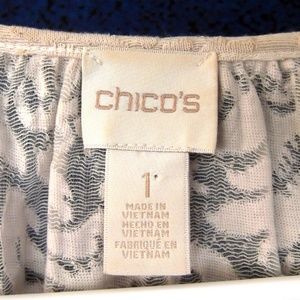 chico's
1
MADE IN
VIETNAM
HECHO EN
VIETNAM
FABRIQUÉ EN
VIETNAM